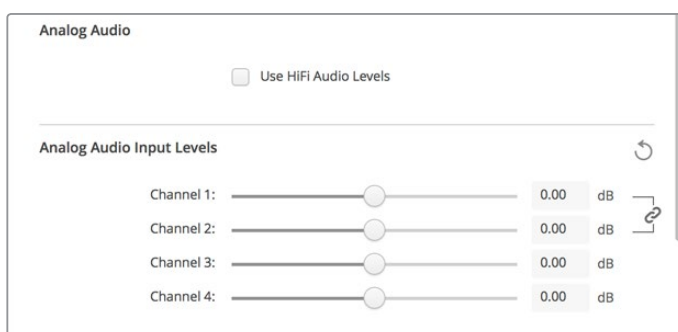 Analog Audio
Use HiFi Audio Levels
Analog Audio Input Levels
Channel 1: 0.00 dB
Channel 2: 0.00 dB
Channel 3: 0.00 dB
Channel 4: 0.00 dB